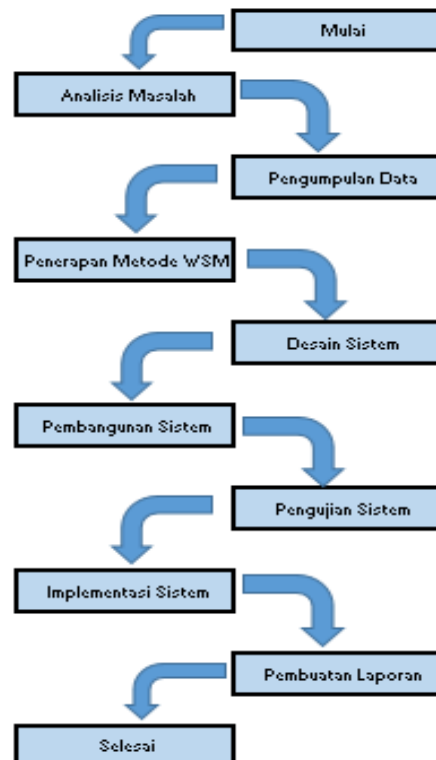 Mulai
Analisis Masalah
Pengumpulan Data
Penerapan Metode WSM
Desain Sistem
Pembangunan Sistem
Pengujian Sistem
Implementasi Sistem
Pembuatan Laporan
Selesai